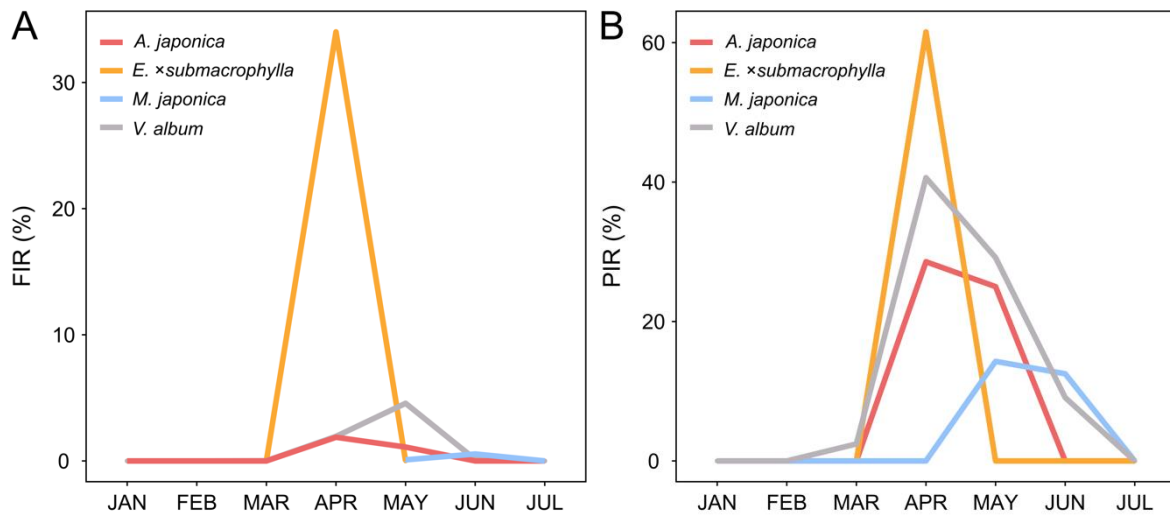 A
A. japonica
E. ×submacrophylla
M. japonica
V. album
FIR (%)
30
20
10
0
JAN FEB MAR APR MAY JUN JUL
B
A. japonica
E. ×submacrophylla
M. japonica
V. album
PIR (%)
60
40
20
0
JAN FEB MAR APR MAY JUN JUL